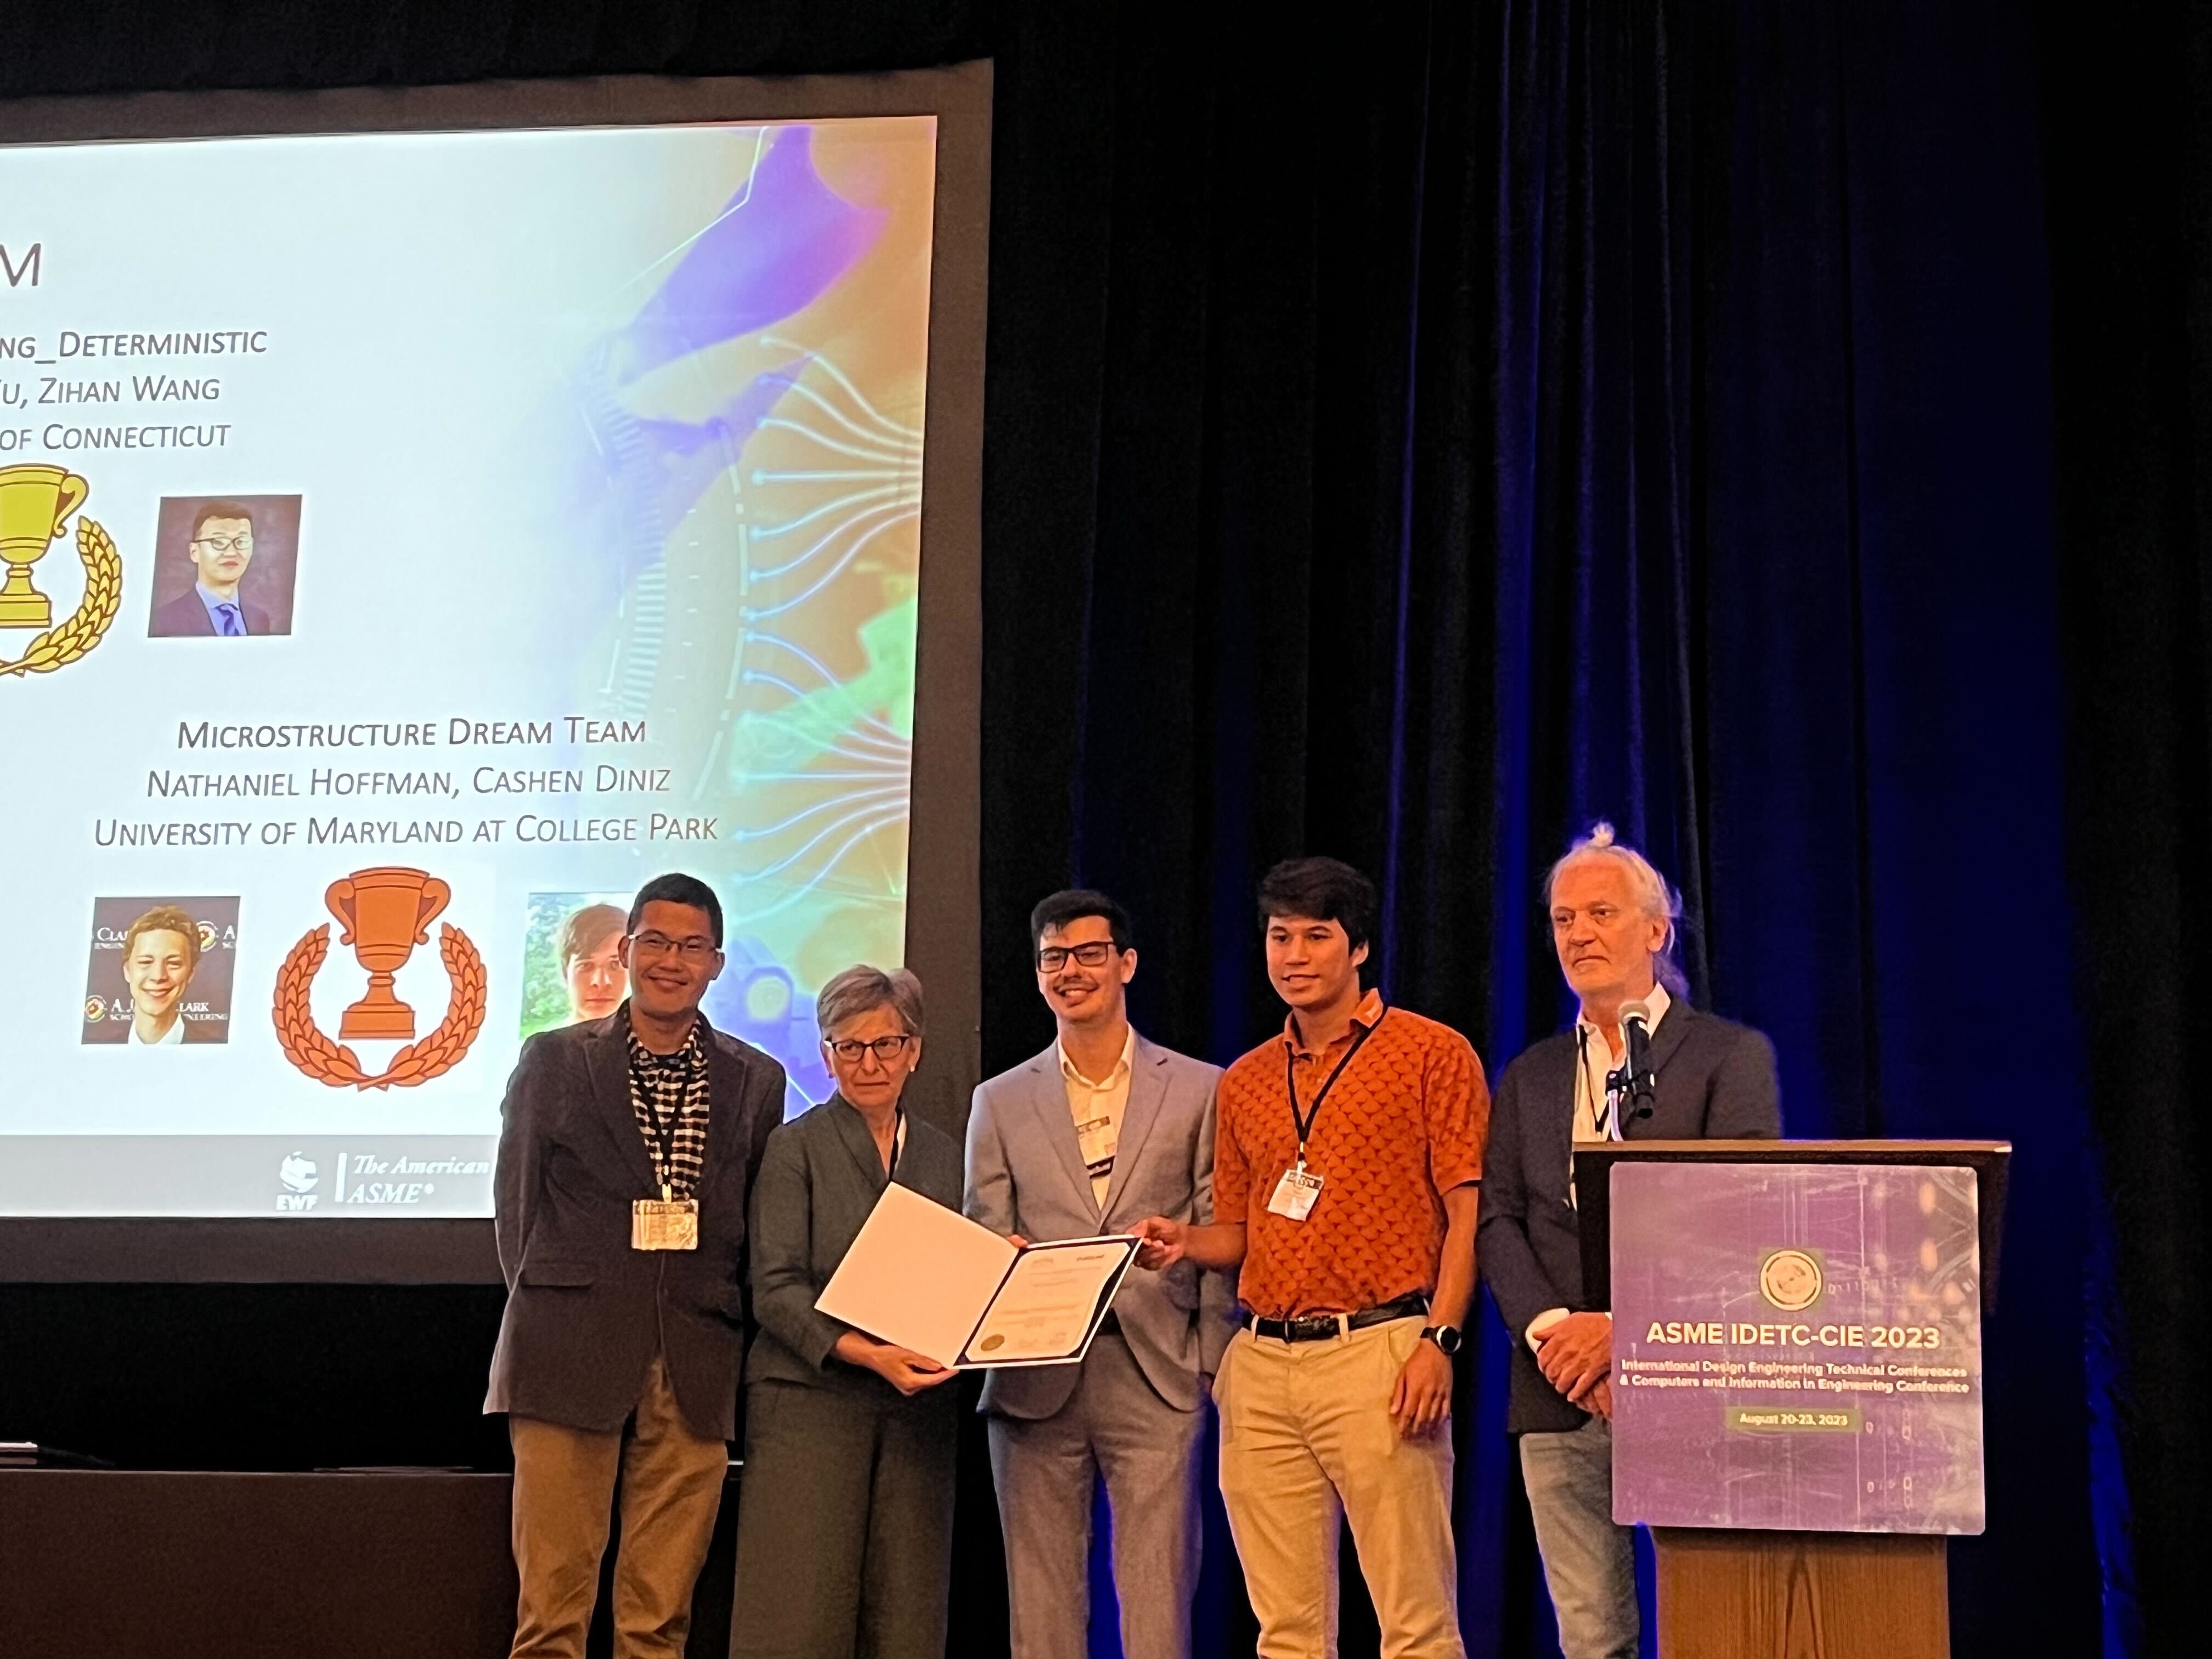 M
NG_DETERMINISTIC
U, ZIHAN WANG
OF CONNECTICUT
MICROSTRUCTURE DREAM TEAM
NATHANIEL HOFFMAN, CASHEN DINIZ
UNIVERSITY OF MARYLAND AT COLLEGE PARK
The American
ASME®
ASME IDETC-CIE 2023
International Design Engineering Technical Conferences
& Computers and Information in Engineering Conference
August 20-23, 2023